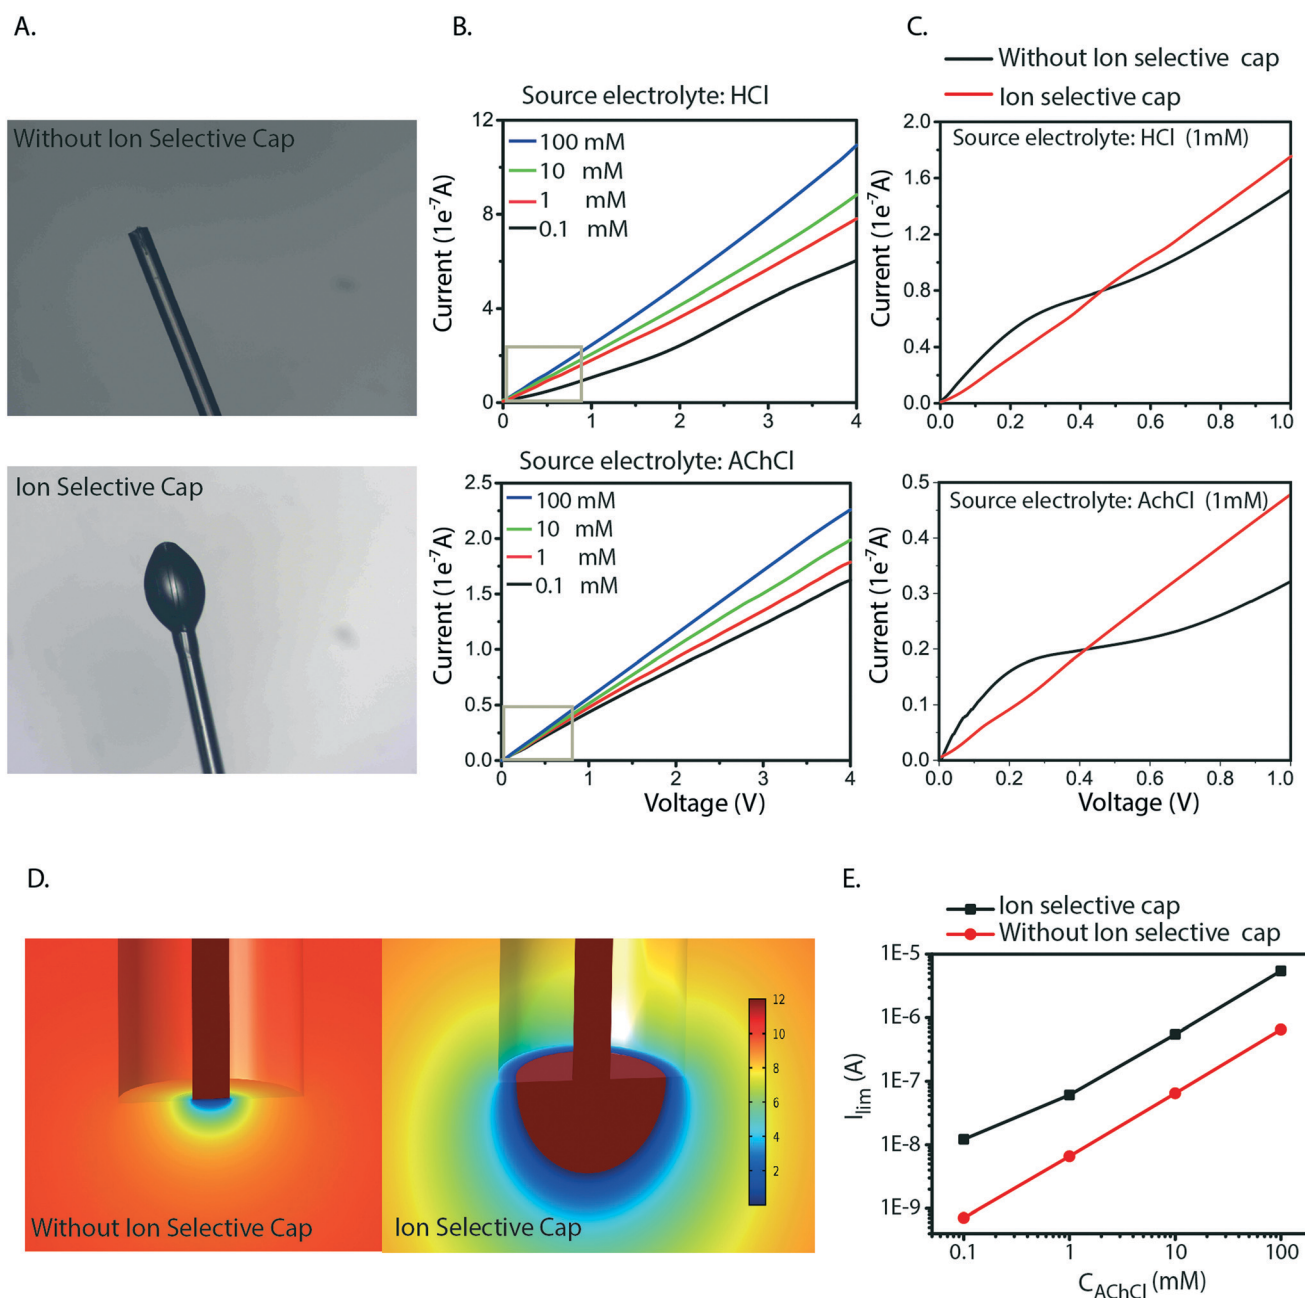 A.
Without Ion Selective Cap
Ion Selective Cap
B.
Source electrolyte: HCl
100 mM
10 mM
1 mM
0.1 mM
Current (1e⁻⁷A)
12
8
4
0
0 1 2 3 4
Source electrolyte: AChCl
100 mM
10 mM
1 mM
0.1 mM
Current (1e⁻⁷A)
2.5
2.0
1.5
1.0
0.5
0.0
0 1 2 3 4
Voltage (V)
C.
Without Ion selective cap
Ion selective cap
Source electrolyte: HCl (1mM)
Current (1e⁻⁷A)
2.0
1.6
1.2
0.8
0.4
0.0
0.0 0.2 0.4 0.6 0.8 1.0
Source electrolyte: AchCl (1mM)
Current (1e⁻⁷A)
0.5
0.4
0.3
0.2
0.1
0.0
0.0 0.2 0.4 0.6 0.8 1.0
Voltage (V)
D.
Without Ion Selective Cap
Ion Selective Cap
12
10
8
6
4
2
E.
Ion selective cap
Without Ion selective cap
I_lim (A)
1E-5
1E-6
1E-7
1E-8
1E-9
0.1 1 10 100
C_AChCl (mM)